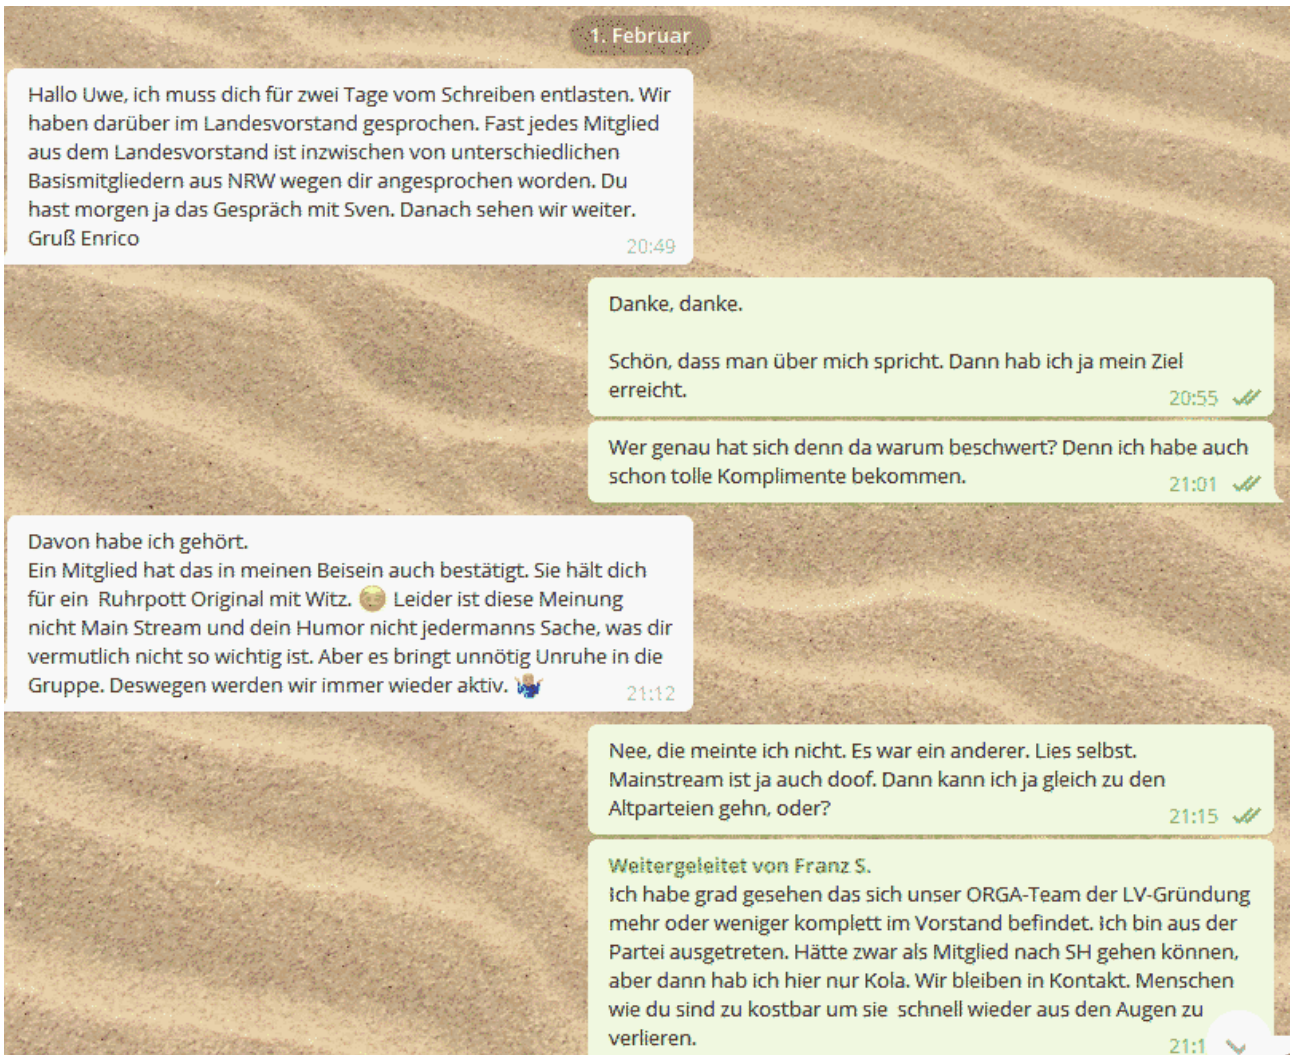 1. Februar
Hallo Uwe, ich muss dich für zwei Tage vom Schreiben entlasten. Wir
haben darüber im Landesvorstand gesprochen. Fast jedes Mitglied
aus dem Landesvorstand ist inzwischen von unterschiedlichen
Basismitgliedern aus NRW wegen dir angesprochen worden. Du
hast morgen ja das Gespräch mit Sven. Danach sehen wir weiter.
Gruß Enrico
20:49
Danke, danke.
Schön, dass man über mich spricht. Dann hab ich ja mein Ziel
erreicht.
20:55
Wer genau hat sich denn da warum beschwert? Denn ich habe auch
schon tolle Komplimente bekommen.
21:01
Davon habe ich gehört.
Ein Mitglied hat das in meinen Beisein auch bestätigt. Sie hält dich
für ein Ruhrpott Original mit Witz. 😊 Leider ist diese Meinung
nicht Main Stream und dein Humor nicht jedermanns Sache, was dir
vermutlich nicht so wichtig ist. Aber es bringt unnötig Unruhe in die
Gruppe. Deswegen werden wir immer wieder aktiv. 🤷🏼‍♂️
21:12
Nee, die meinte ich nicht. Es war ein anderer. Lies selbst.
Mainstream ist ja auch doof. Dann kann ich ja gleich zu den
Altparteien gehn, oder?
21:15
Weitergeleitet von Franz S.
Ich habe grad gesehen das sich unser ORGA-Team der LV-Gründung
mehr oder weniger komplett im Vorstand befindet. Ich bin aus der
Partei ausgetreten. Hätte zwar als Mitglied nach SH gehen können,
aber dann hab ich hier nur Kola. Wir bleiben in Kontakt. Menschen
wie du sind zu kostbar um sie schnell wieder aus den Augen zu
verlieren.